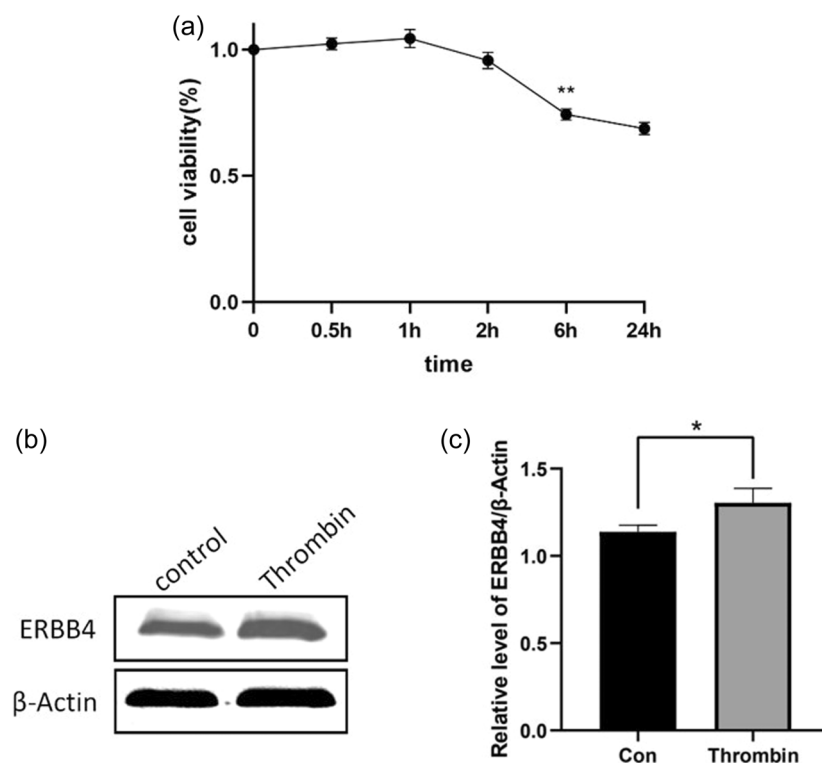 (a)
cell viability(%)
1.0
0.5
0.0
**
0 0.5h 1h 2h 6h 24h
time
(b)
control Thrombin
ERBB4
β-Actin
(c)
Relative level of ERBB4/β-Actin
1.5
1.0
0.5
0.0
*
Con Thrombin